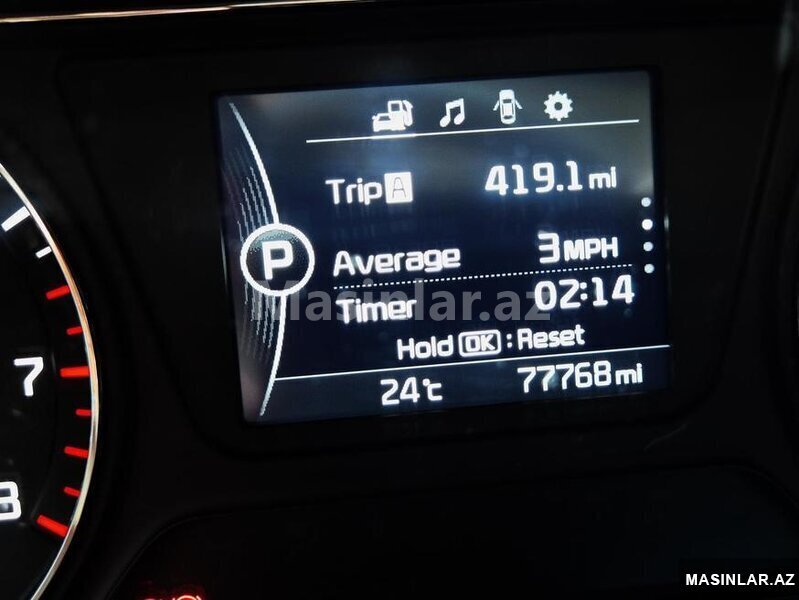 Trip A 419.1 mi
P
Average 3 MPH
Masinlar.az
Timer 02:14
Hold OK : Reset
24°c 77768 mi
7
8
MASINLAR.AZ